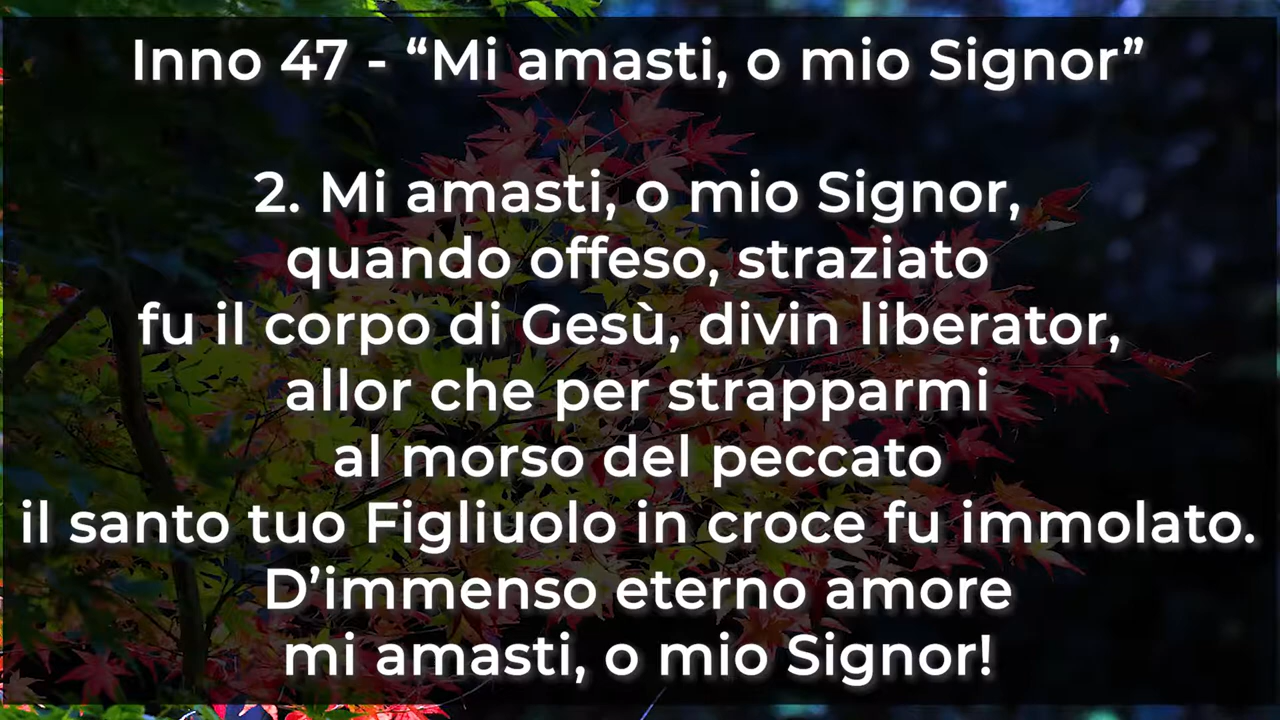 Inno 47 - “Mi amasti, o mio Signor”
2. Mi amasti, o mio Signor,
quando offeso, straziato
fu il corpo di Gesù, divin liberator,
allor che per strapparmi
al morso del peccato
il santo tuo Figliuolo in croce fu immolato.
D’immenso eterno amore
mi amasti, o mio Signor!